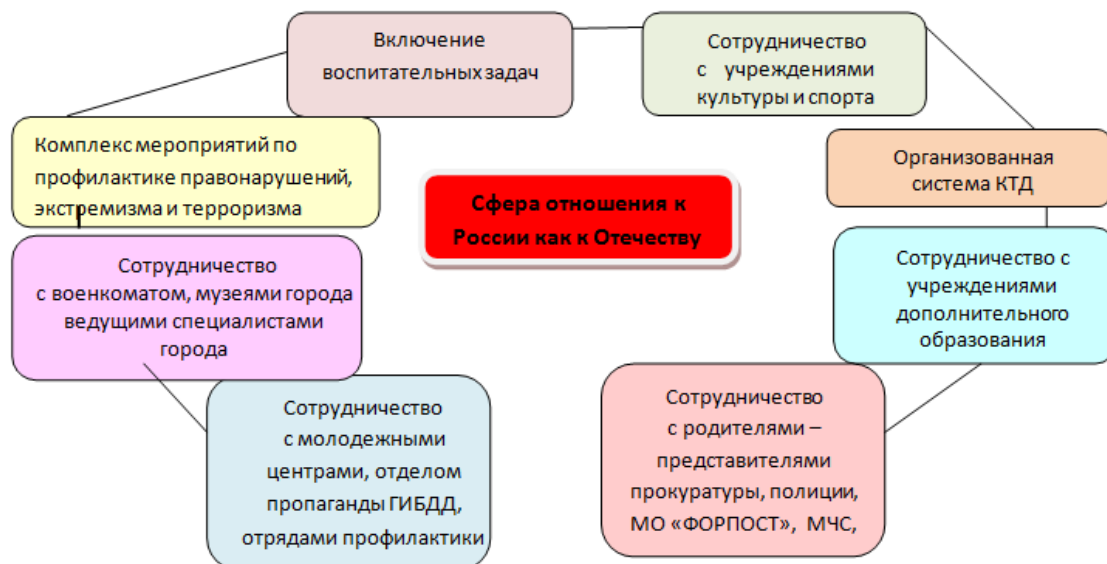 Включение
воспитательных задач
Сотрудничество
с учреждениями
культуры и спорта
Комплекс мероприятий по
профилактике правонарушений,
экстремизма и терроризма
Организованная
система КТД
Сфера отношения к
России как к Отечеству
Сотрудничество
с военкоматом, музеями города
ведущими специалистами
города
Сотрудничество с
учреждениями
дополнительного
образования
Сотрудничество
с молодежными
центрами, отделом
пропаганды ГИБДД,
отрядами профилактики
Сотрудничество
с родителями –
представителями
прокуратуры, полиции,
МО «ФОРПОСТ», МЧС,